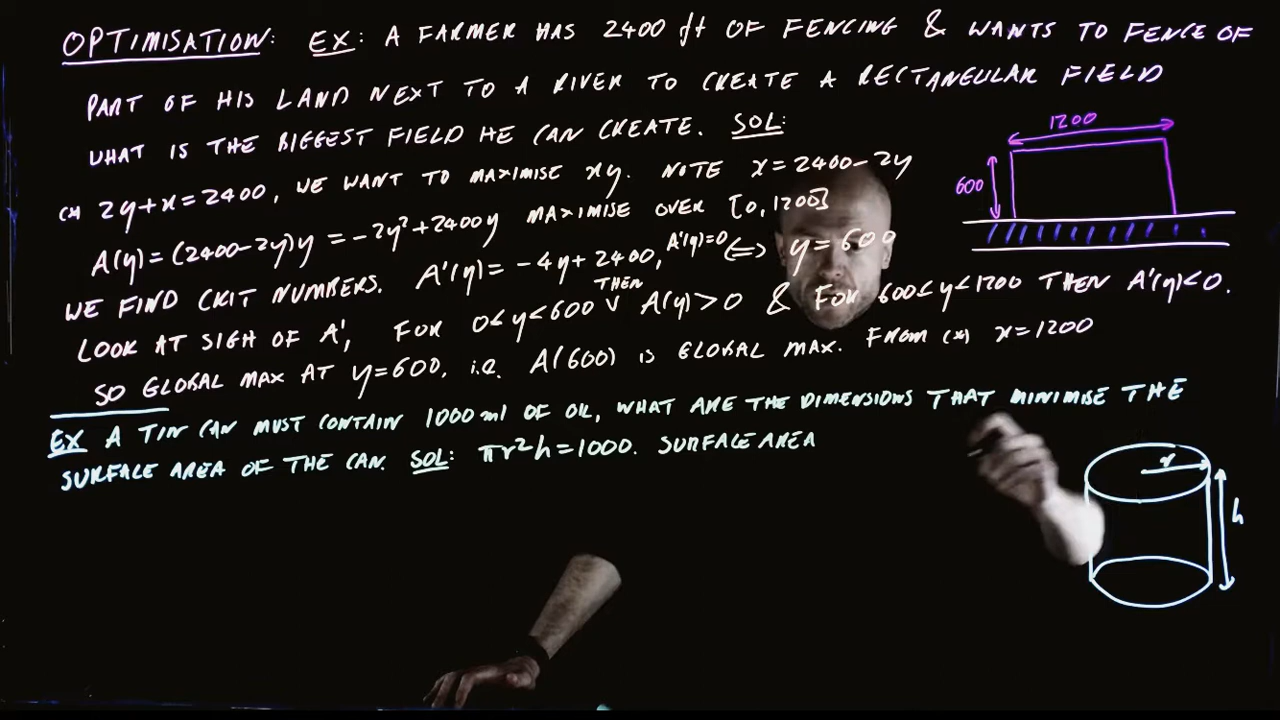 OPTIMISATION: EX: A FARMER HAS 2400 ft OF FENCING & WANTS TO FENCE OF
PART OF HIS LAND NEXT TO A RIVER TO CREATE A RECTANGULAR FIELD
WHAT IS THE BIGGEST FIELD HE CAN CREATE. SOL:
1200
600
(*) 2y+x=2400, WE WANT TO MAXIMISE xy. NOTE x=2400-2y
A(y)=(2400-2y)y=-2y²+2400y MAXIMISE OVER [0,1200]
WE FIND CRIT NUMBERS. A'(y)=-4y+2400, A'(y)=0 <=> y=600
LOOK AT SIGN OF A', FOR 0<y<600 THEN A(y)>0 & FOR 600<y<1200 THEN A'(y)<0.
SO GLOBAL MAX AT y=600, i.e. A(600) IS GLOBAL MAX. FROM (*) x=1200
EX A TIN CAN MUST CONTAIN 1000ml OF OIL, WHAT ARE THE DIMENSIONS THAT MINIMISE THE
SURFACE AREA OF THE CAN. SOL: πr²h=1000. SURFACE AREA
r
h